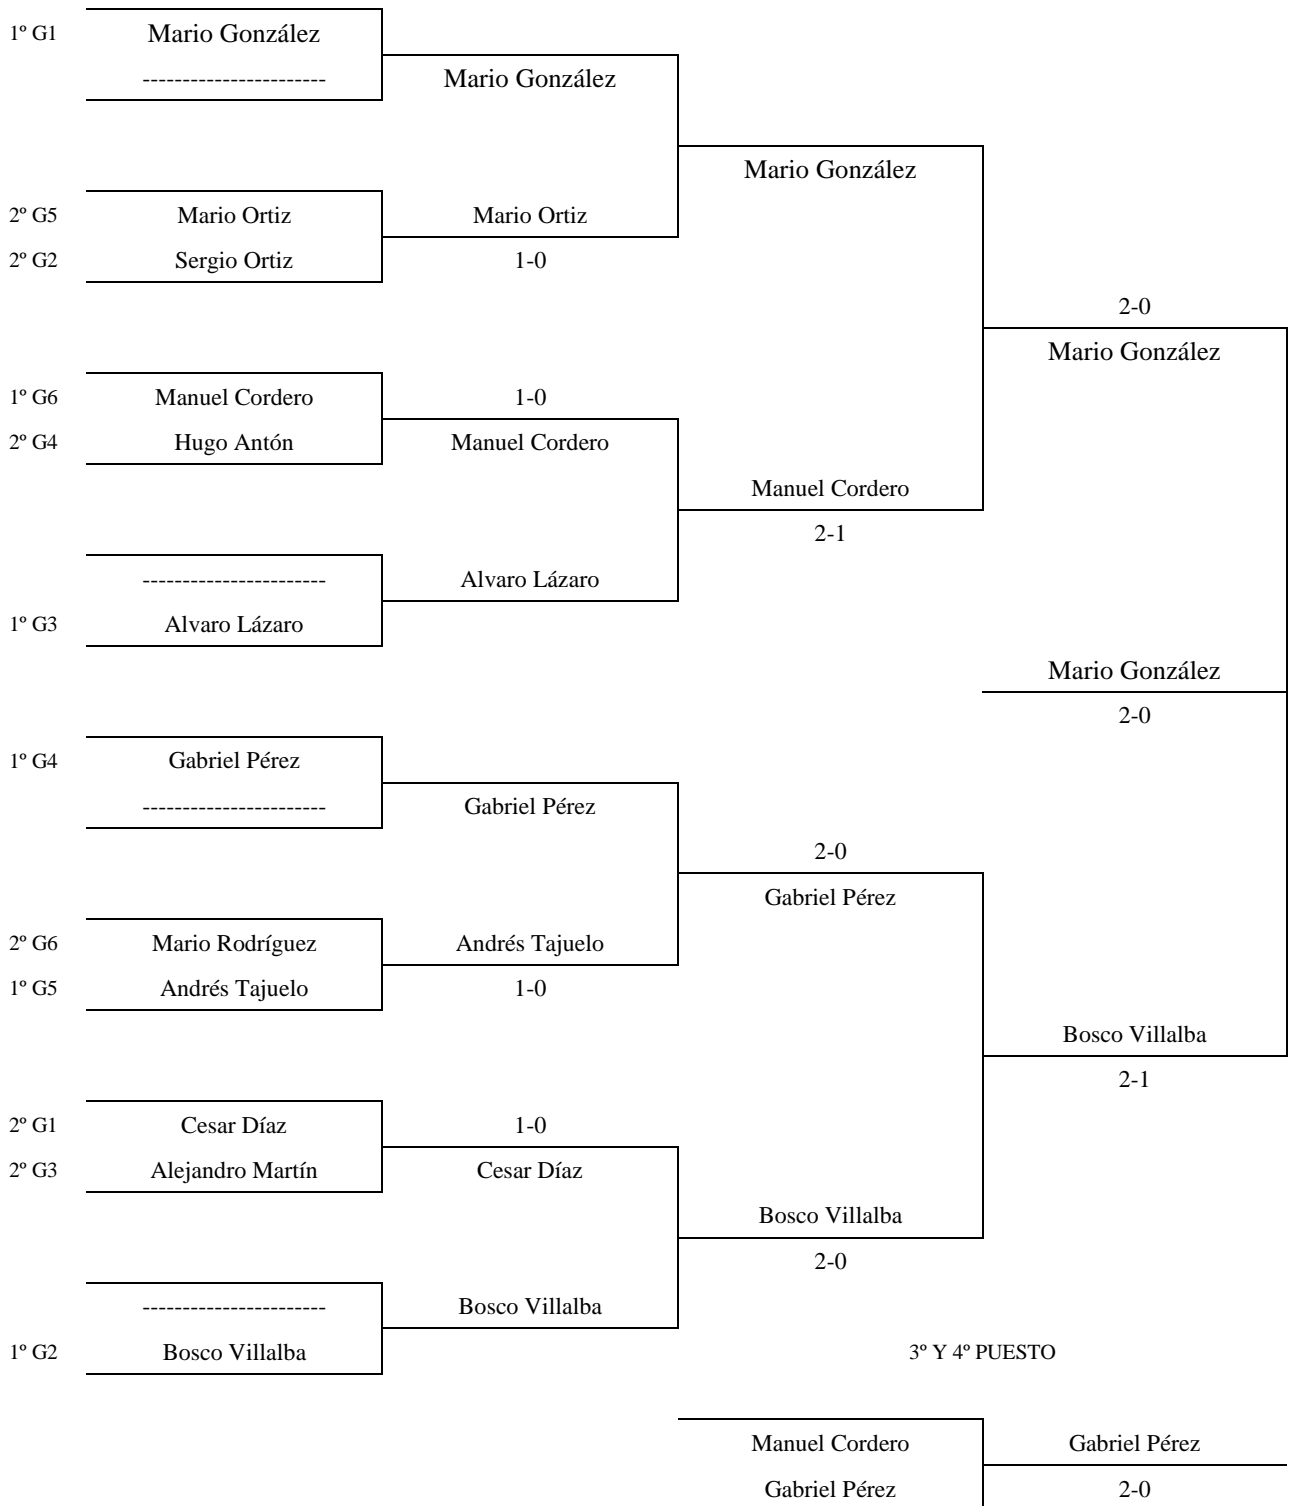 1º G1 Mario González
----------------------- Mario González
Mario González
2º G5 Mario Ortiz Mario Ortiz
2º G2 Sergio Ortiz 1-0
2-0
Mario González
1º G6 Manuel Cordero 1-0
2º G4 Hugo Antón Manuel Cordero
Manuel Cordero
2-1
----------------------- Alvaro Lázaro
1º G3 Alvaro Lázaro
Mario González
2-0
1º G4 Gabriel Pérez
----------------------- Gabriel Pérez
2-0
Gabriel Pérez
2º G6 Mario Rodríguez Andrés Tajuelo
1º G5 Andrés Tajuelo 1-0
Bosco Villalba
2-1
2º G1 Cesar Díaz 1-0
2º G3 Alejandro Martín Cesar Díaz
Bosco Villalba
2-0
----------------------- Bosco Villalba
1º G2 Bosco Villalba 3º Y 4º PUESTO
Manuel Cordero Gabriel Pérez
Gabriel Pérez 2-0